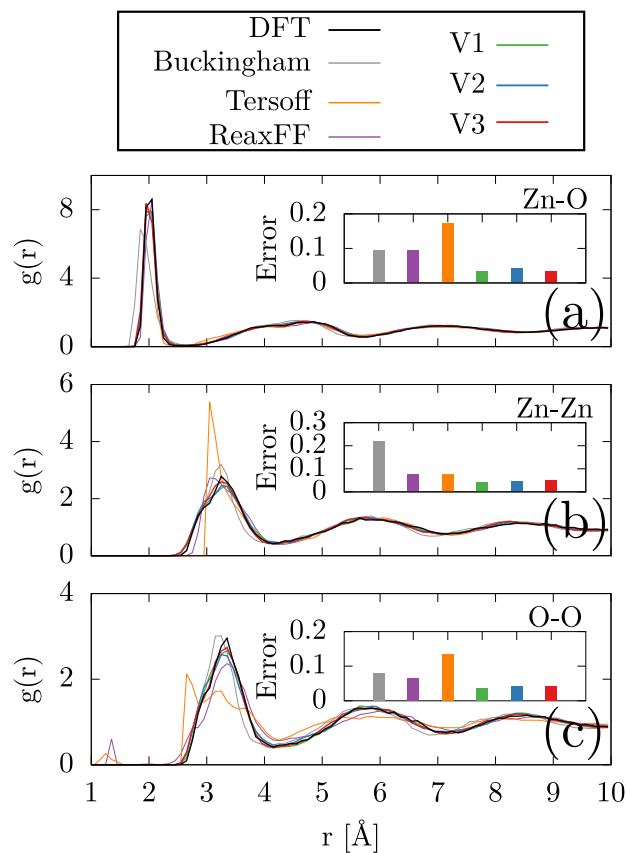 DFT
Buckingham
Tersoff
ReaxFF
V1
V2
V3
g(r)
8
4
0
Error
0.2
0.1
0
Zn-O
(a)
g(r)
6
4
2
0
Error
0.3
0.2
0.1
0
Zn-Zn
(b)
g(r)
4
2
0
Error
0.2
0.1
0
O-O
(c)
1 2 3 4 5 6 7 8 9 10
r [Å]